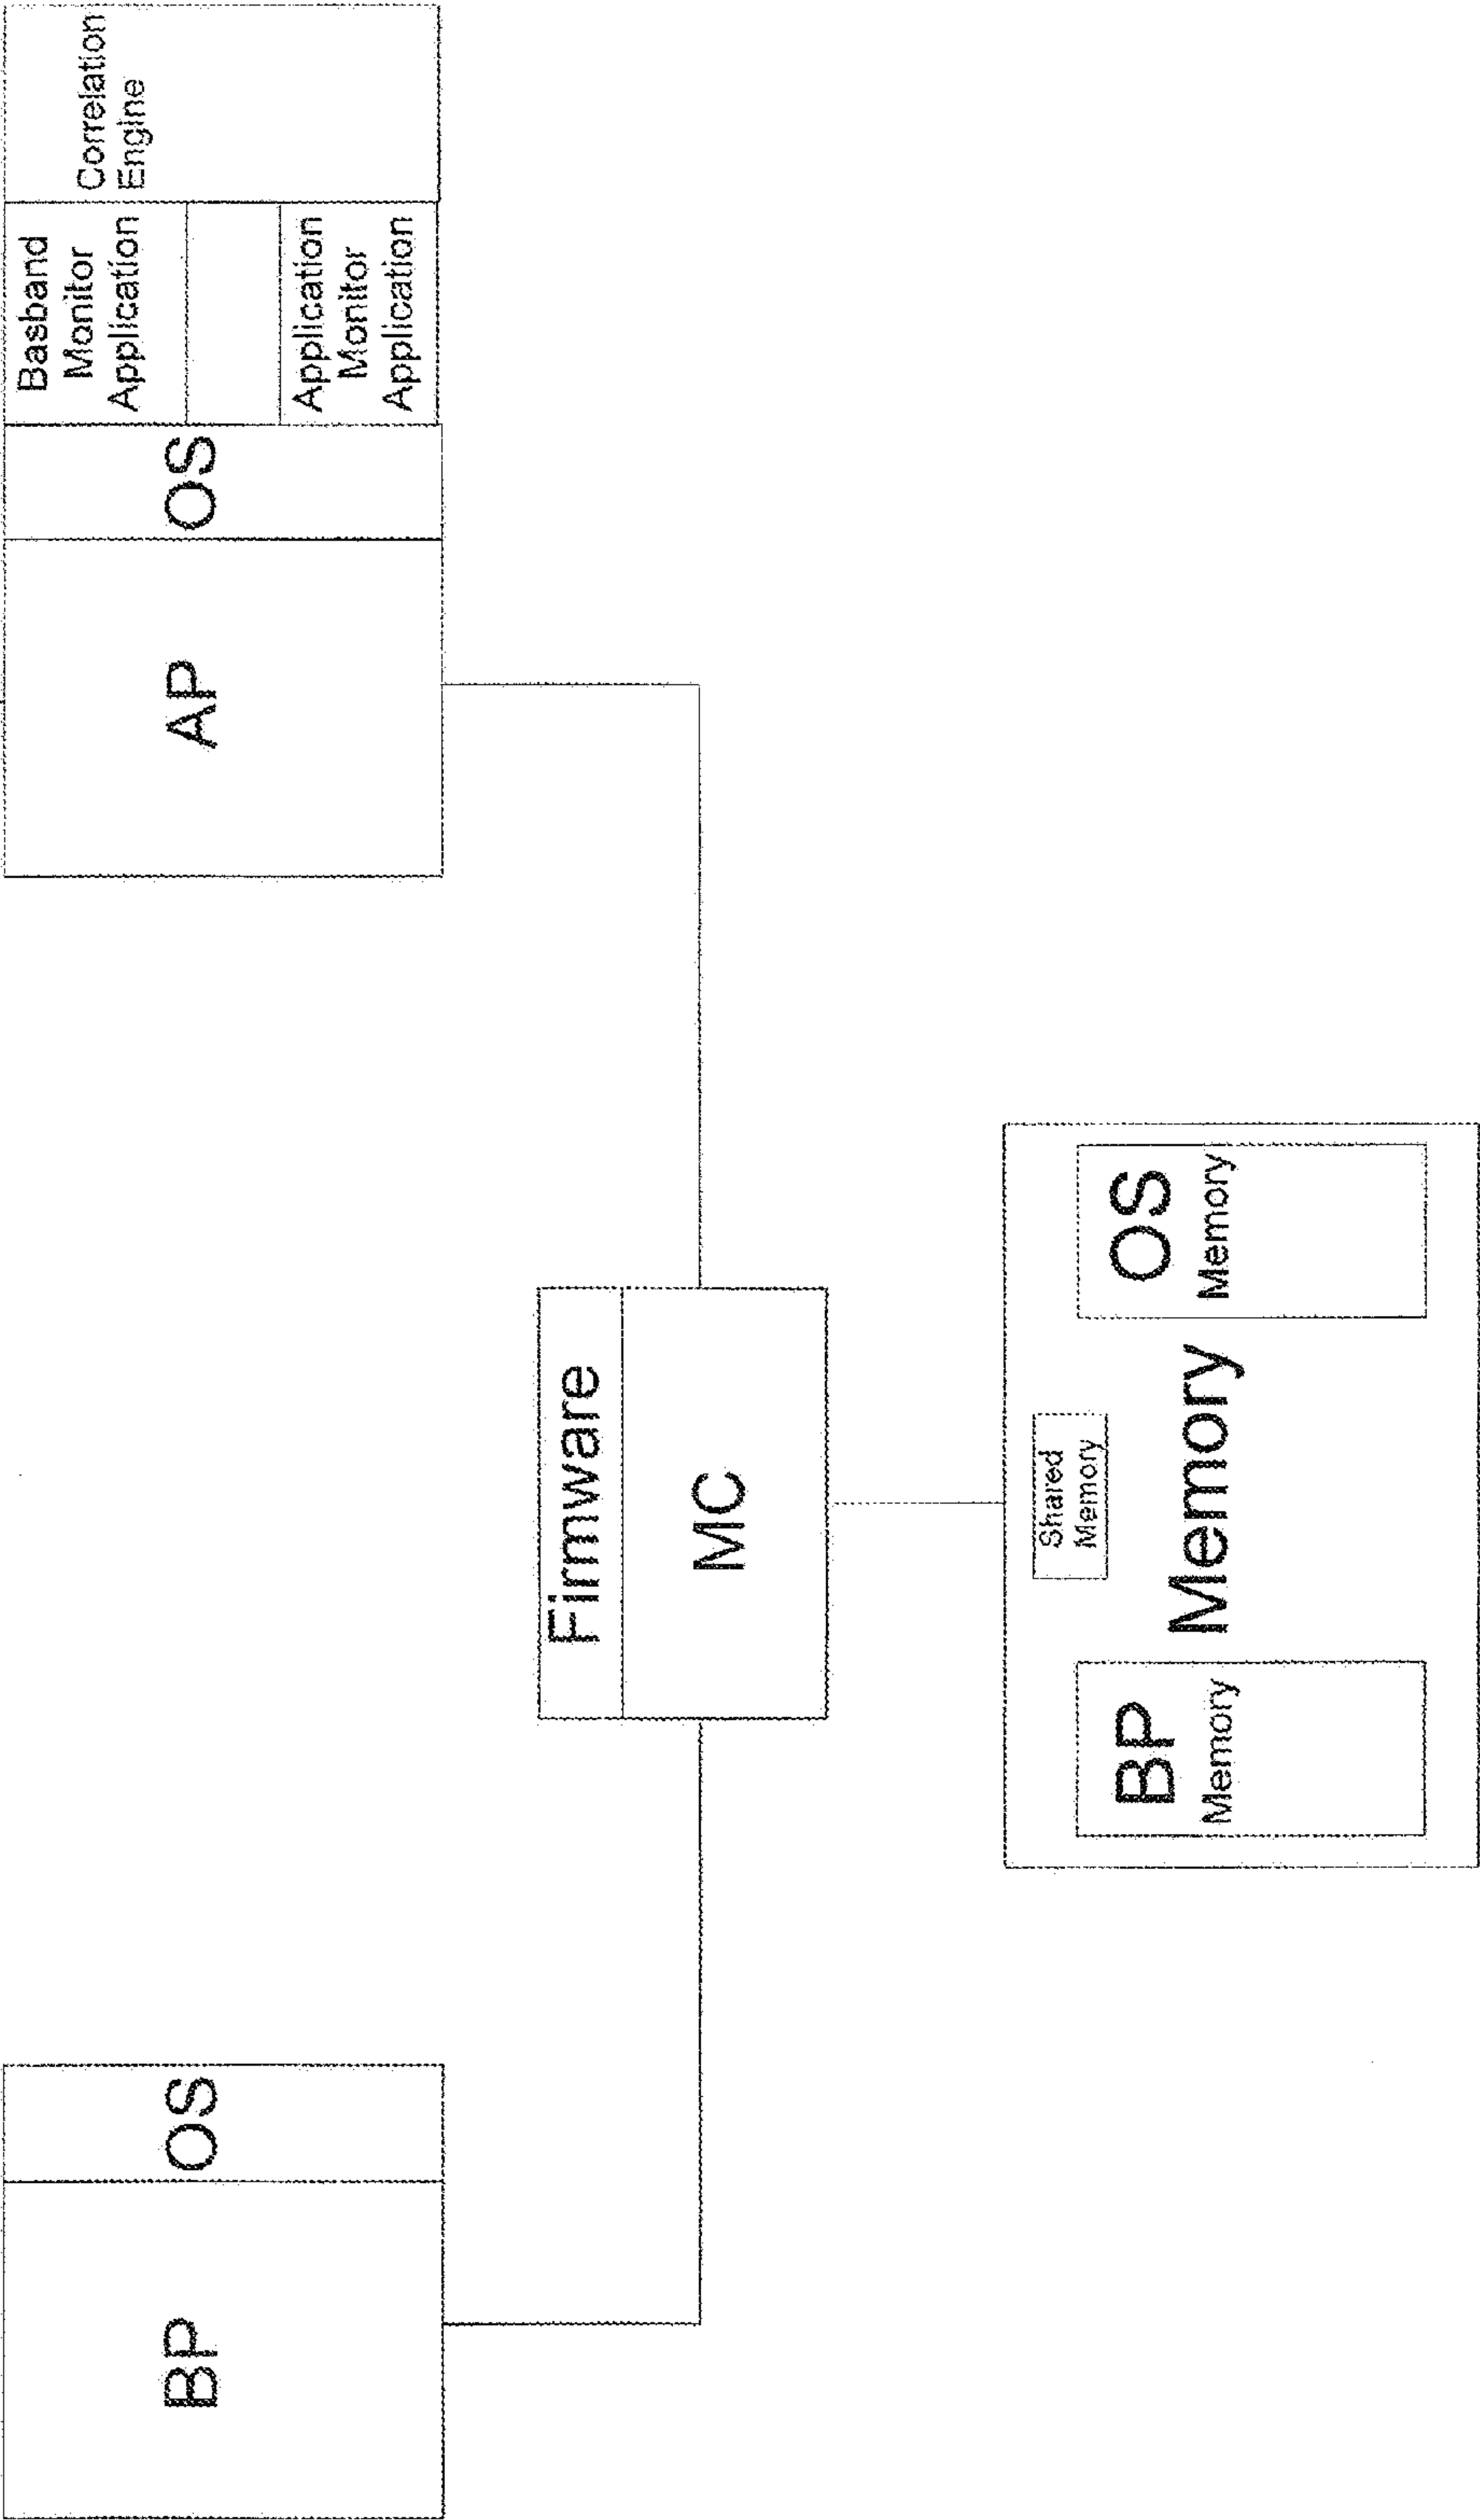 BP
OS
Firmware
MC
AP
OS
Basband
Monitor
Application
Application
Monitor
Application
Correlation
Engine
BP
Memory
Shared
Memory
Memory
OS
Memory